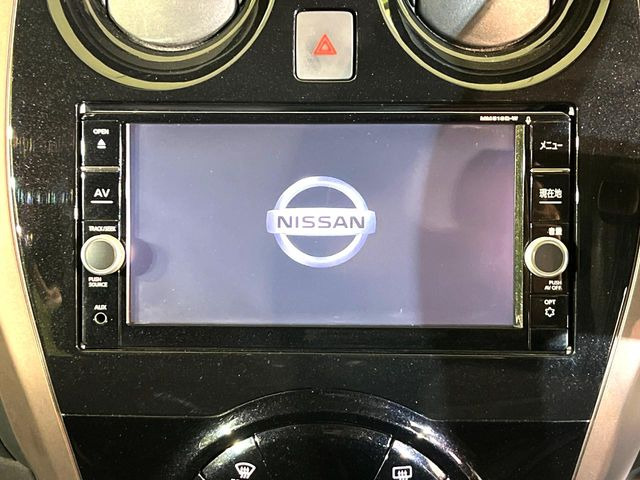 MM518D-W
OPEN
AV
TRACK/SEEK
PUSH
SOURCE
AUX
NISSAN
メニュー
現在地
音量
PUSH
AV OFF
OPT